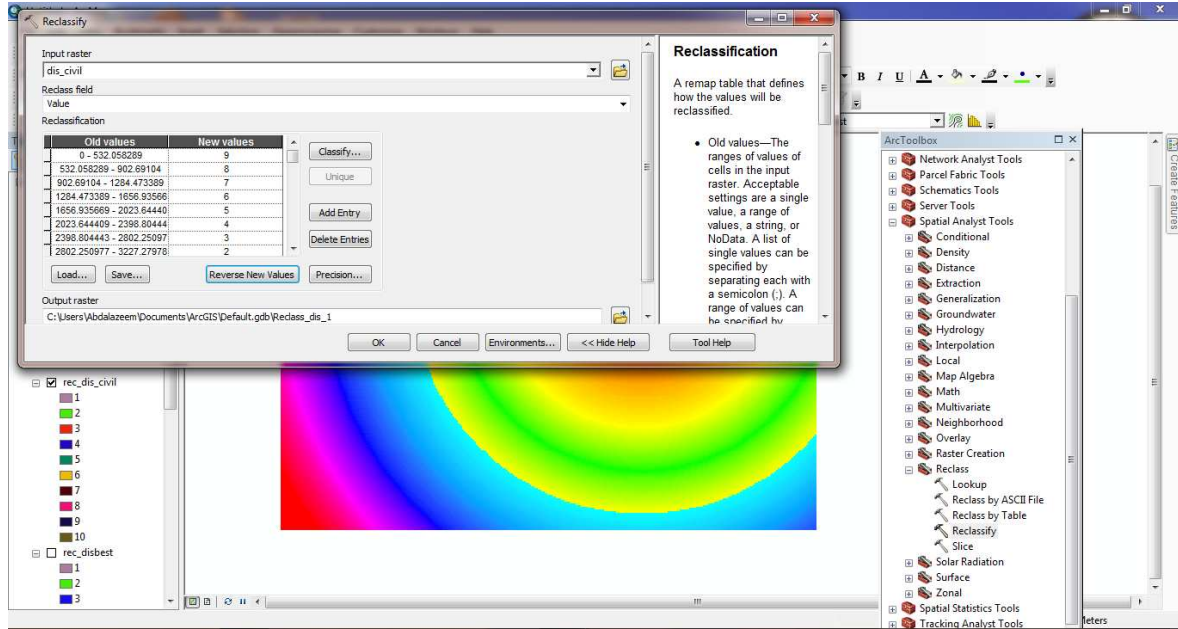 Reclassify
Input raster
dis_civil
Reclass field
Value
Reclassification
Old values New values
0 - 532.058289 9
532.058289 - 902.69104 8
902.69104 - 1284.473389 7
1284.473389 - 1656.93566 6
1656.935669 - 2023.64440 5
2023.644409 - 2398.80444 4
2398.804443 - 2802.25097 3
2802.250977 - 3227.27978 2
Classify...
Unique
Add Entry
Delete Entries
Load... Save... Reverse New Values Precision...
Output raster
C:\Users\Abdalazeem\Documents\ArcGIS\Default.gdb\Reclass_dis_1
OK Cancel Environments... << Hide Help Tool Help
Reclassification
A remap table that defines
how the values will be
reclassified.
• Old values—The
ranges of values of
cells in the input
raster. Acceptable
settings are a single
value, a range of
values, a string, or
NoData. A list of
single values can be
specified by
separating each with
a semicolon (;). A
range of values can
be specified by
B I U A
ArcToolbox
Network Analyst Tools
Parcel Fabric Tools
Schematics Tools
Server Tools
Spatial Analyst Tools
Conditional
Density
Distance
Extraction
Generalization
Groundwater
Hydrology
Interpolation
Local
Map Algebra
Math
Multivariate
Neighborhood
Overlay
Raster Creation
Reclass
Lookup
Reclass by ASCII File
Reclass by Table
Reclassify
Slice
Solar Radiation
Surface
Zonal
Spatial Statistics Tools
Tracking Analyst Tools
Create Features
rec_dis_civil
1
2
3
4
5
6
7
8
9
10
rec_disbest
1
2
3
Meters